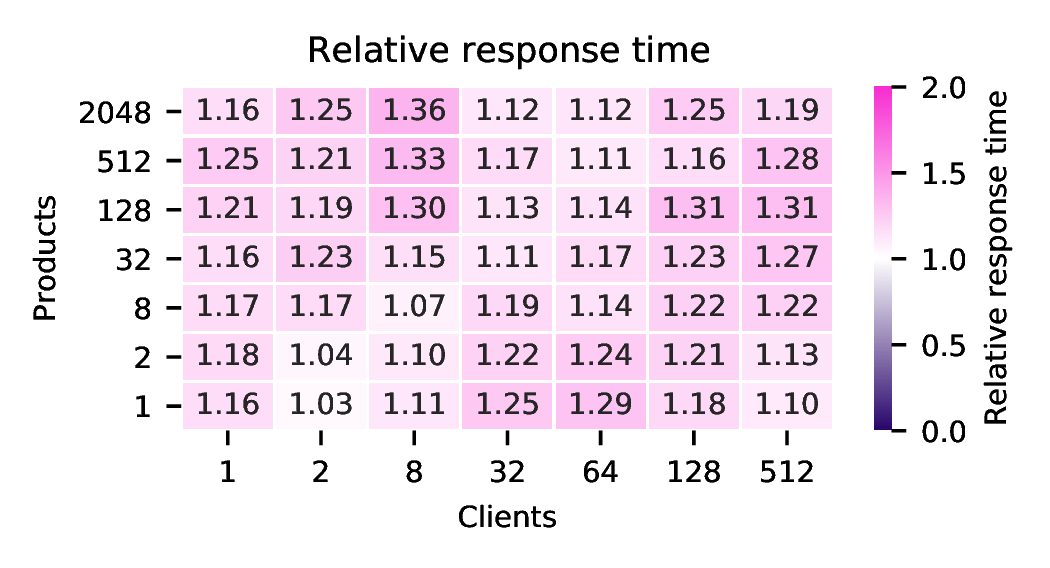 Relative response time
2048 1.16 1.25 1.36 1.12 1.12 1.25 1.19
512 1.25 1.21 1.33 1.17 1.11 1.16 1.28
128 1.21 1.19 1.30 1.13 1.14 1.31 1.31
32 1.16 1.23 1.15 1.11 1.17 1.23 1.27
8 1.17 1.17 1.07 1.19 1.14 1.22 1.22
2 1.18 1.04 1.10 1.22 1.24 1.21 1.13
1 1.16 1.03 1.11 1.25 1.29 1.18 1.10
1 2 8 32 64 128 512
Clients
Products
2.0
1.5
1.0
0.5
0.0
Relative response time